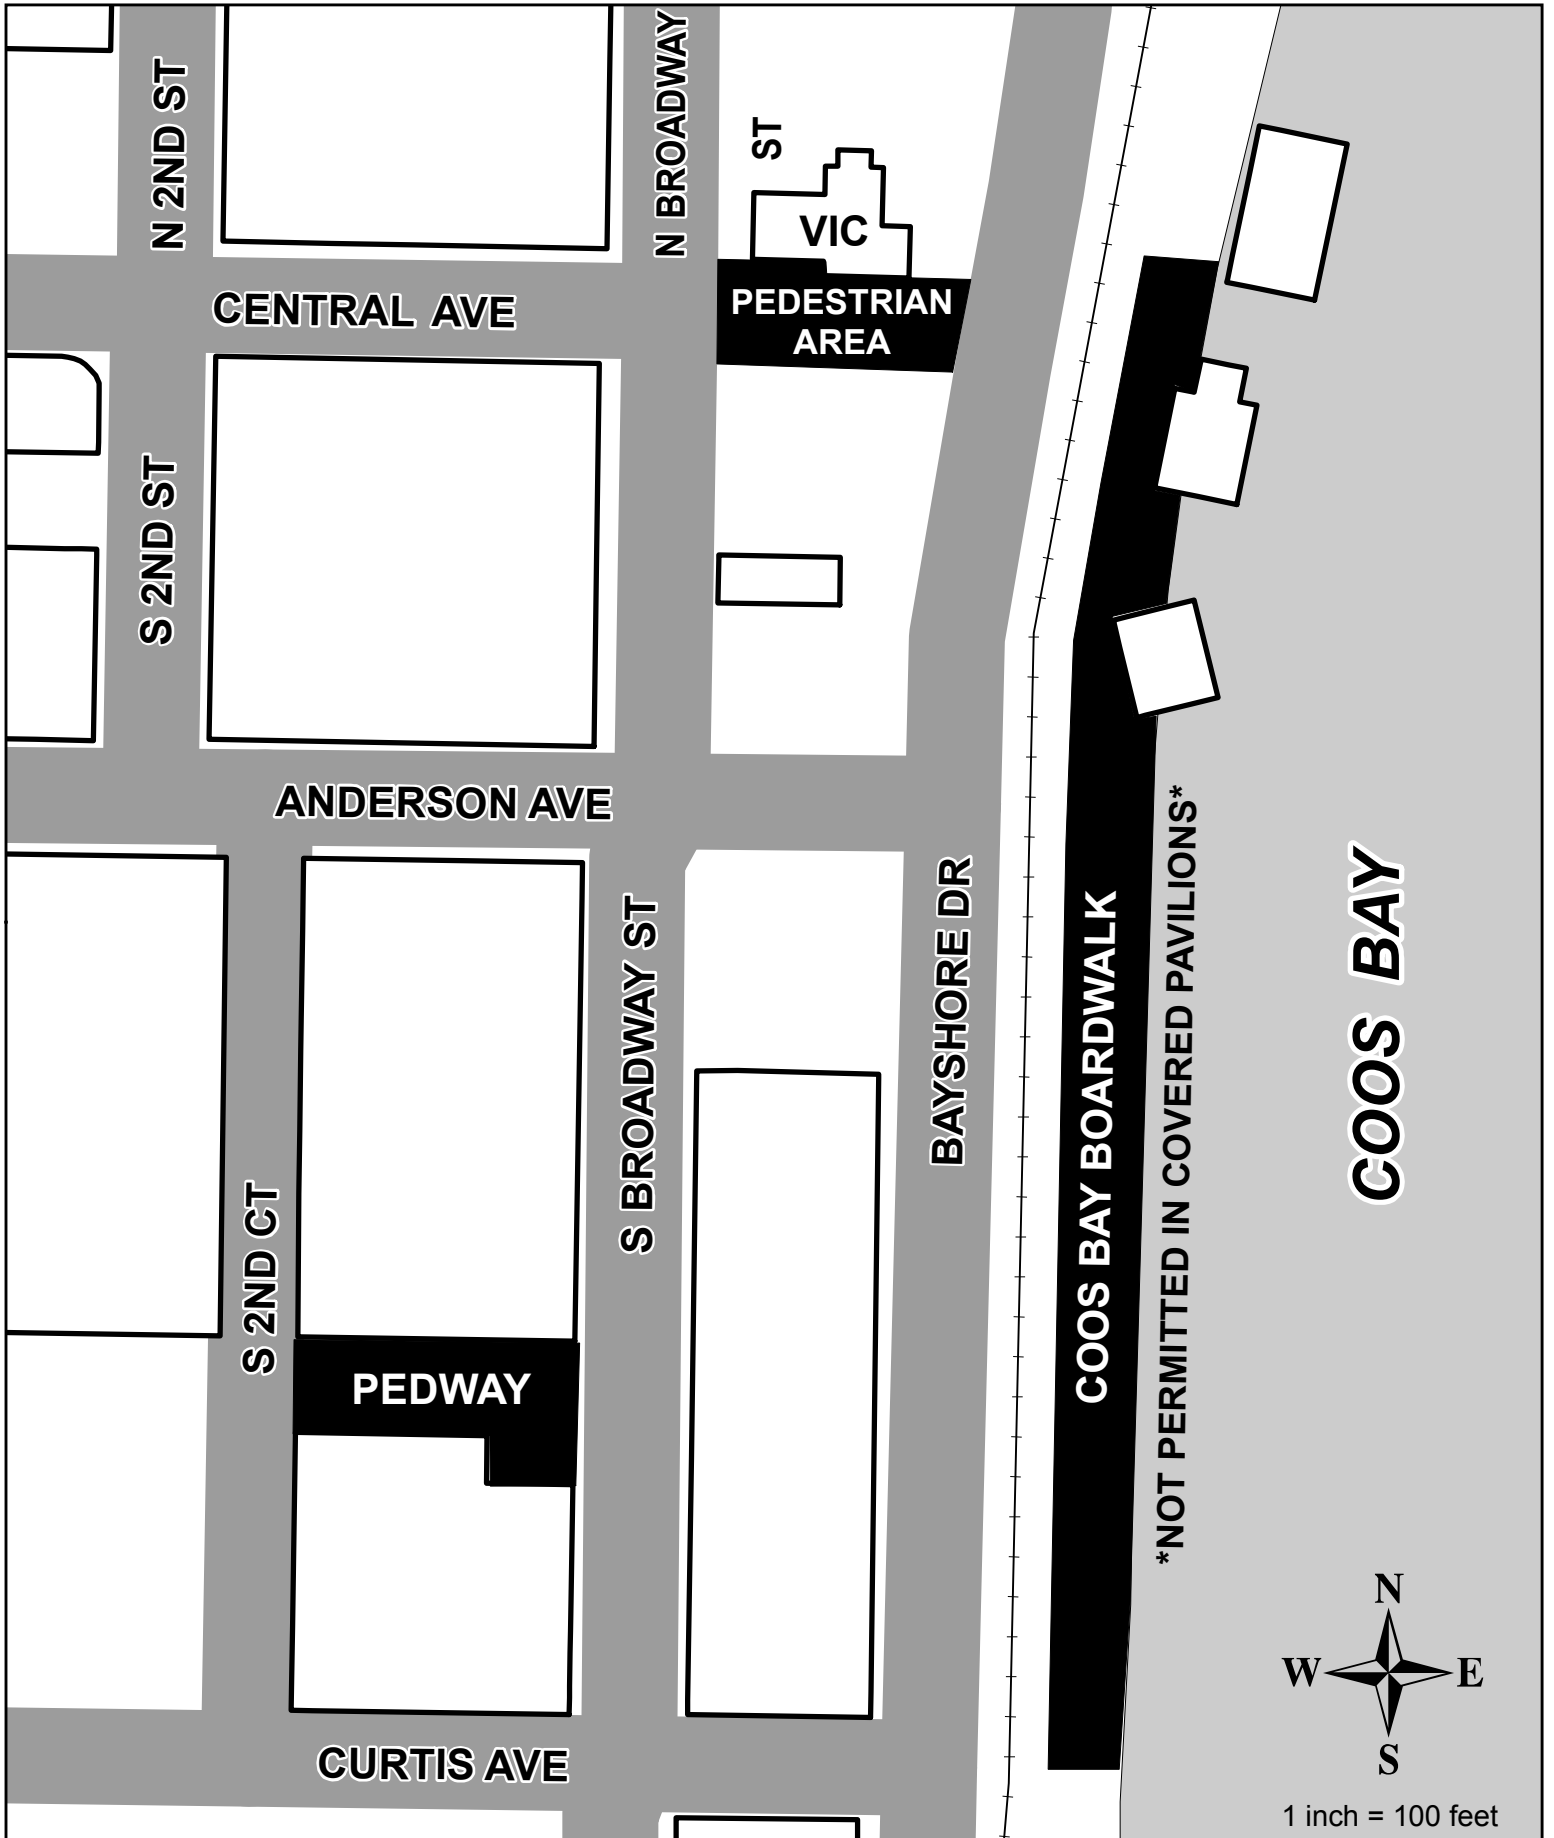 N 2ND ST
N BROADWAY
ST
VIC
CENTRAL AVE
PEDESTRIAN
AREA
S 2ND ST
ANDERSON AVE
S BROADWAY ST
BAYSHORE DR
COOS BAY BOARDWALK
*NOT PERMITTED IN COVERED PAVILIONS*
COOS BAY
S 2ND CT
PEDWAY
CURTIS AVE
N
W E
S
1 inch = 100 feet